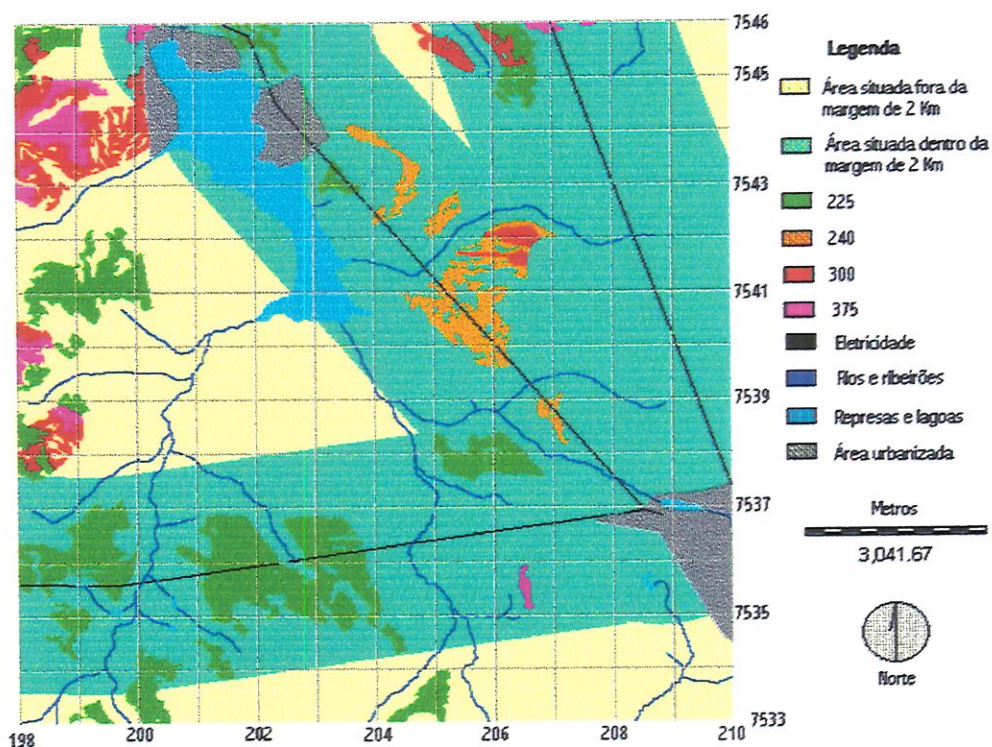 7546
7545
7543
7541
7539
7537
7535
7533
198
200
202
204
206
208
210
Legenda
Área situada fora da
margem de 2 Km
Área situada dentro da
margem de 2 Km
225
240
300
375
Eletricidade
Rios e ribeirões
Represas e lagoas
Área urbanizada
Metros
3,041.67
Norte